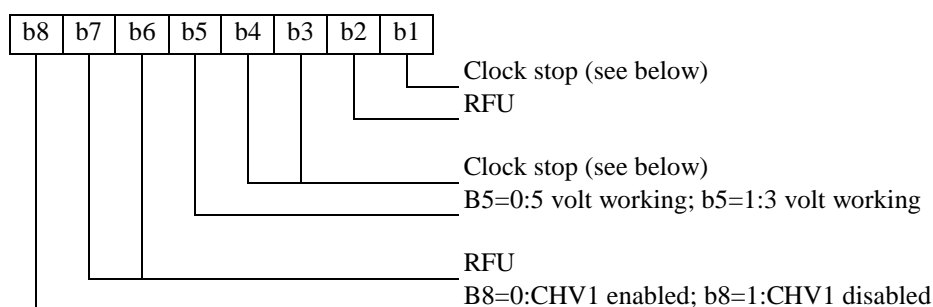 b8 b7 b6 b5 b4 b3 b2 b1
Clock stop (see below)
RFU
Clock stop (see below)
B5=0:5 volt working; b5=1:3 volt working
RFU
B8=0:CHV1 enabled; b8=1:CHV1 disabled